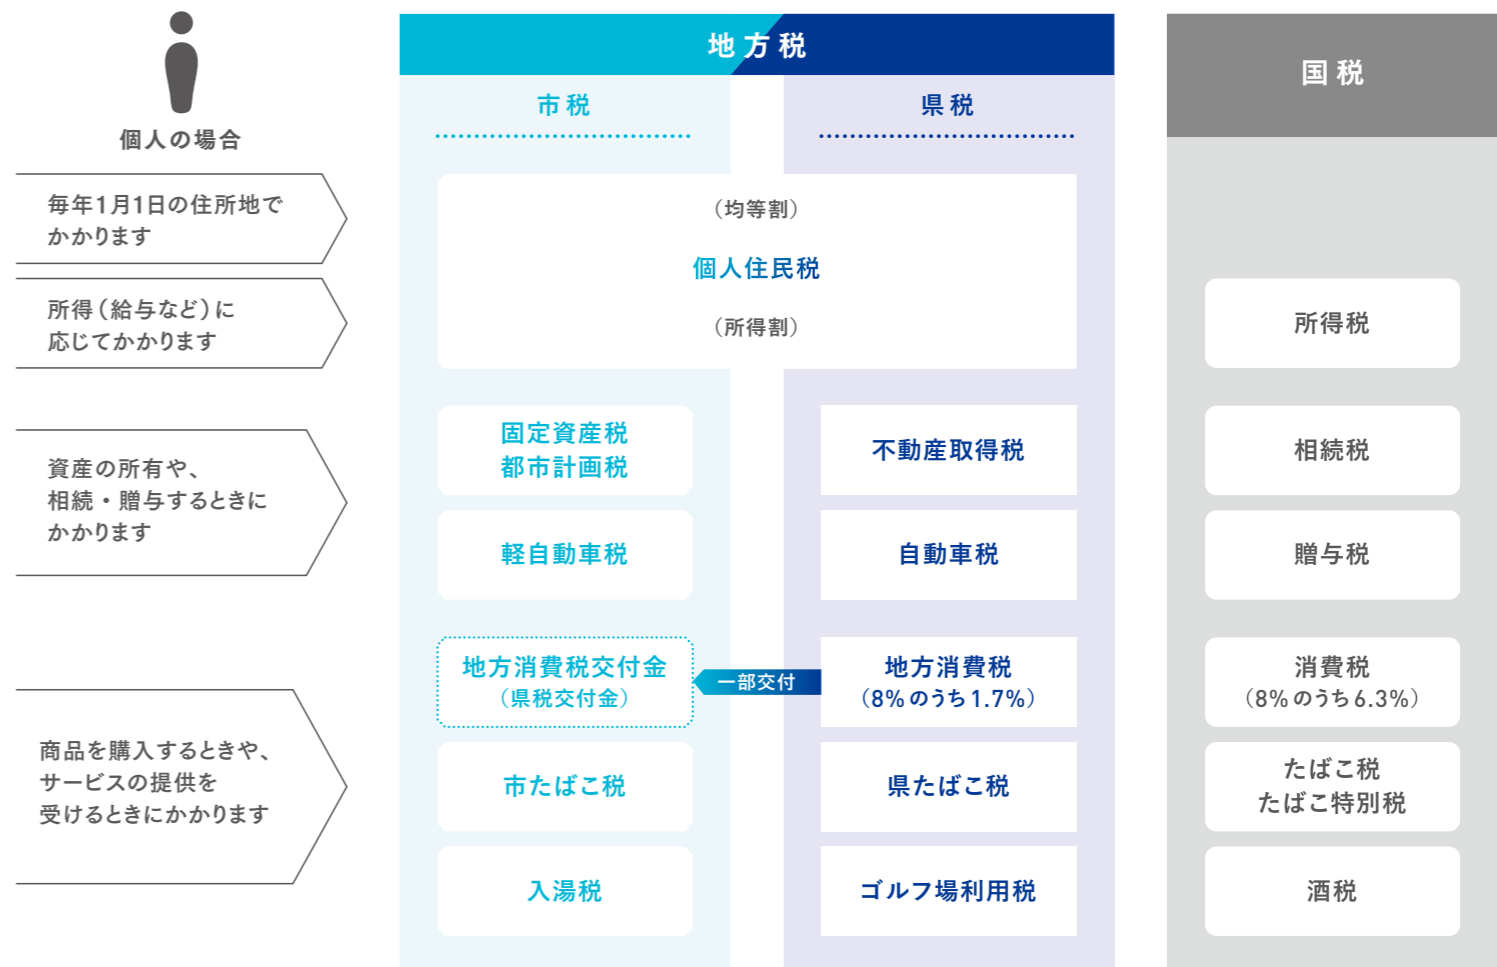 個人の場合
地方税
市税
県税
国税
毎年1月1日の住所地で
かかります
(均等割)
個人住民税
(所得割)
所得(給与など)に
応じてかかります
所得税
資産の所有や、
相続・贈与するときに
かかります
固定資産税
都市計画税
不動産取得税
相続税
軽自動車税
自動車税
贈与税
商品を購入するときや、
サービスの提供を
受けるときにかかります
地方消費税交付金
(県税交付金)
一部交付
地方消費税
(8%のうち1.7%)
消費税
(8%のうち6.3%)
市たばこ税
県たばこ税
たばこ税
たばこ特別税
入湯税
ゴルフ場利用税
酒税